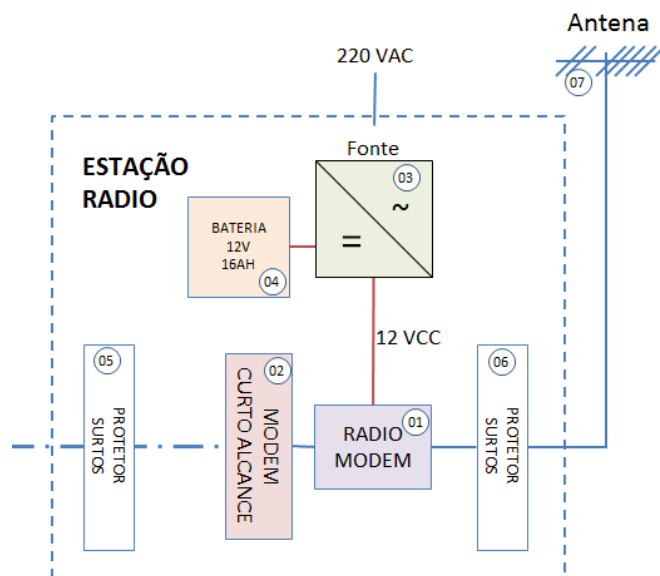 Antena
07
220 VAC
ESTAÇÃO
RADIO
Fonte
03
~
=
BATERIA
12V
16AH
04
12 VCC
05
PROTETOR
SURTOS
02
MODEM
CURTO ALCANCE
01
RADIO
MODEM
06
PROTETOR
SURTOS